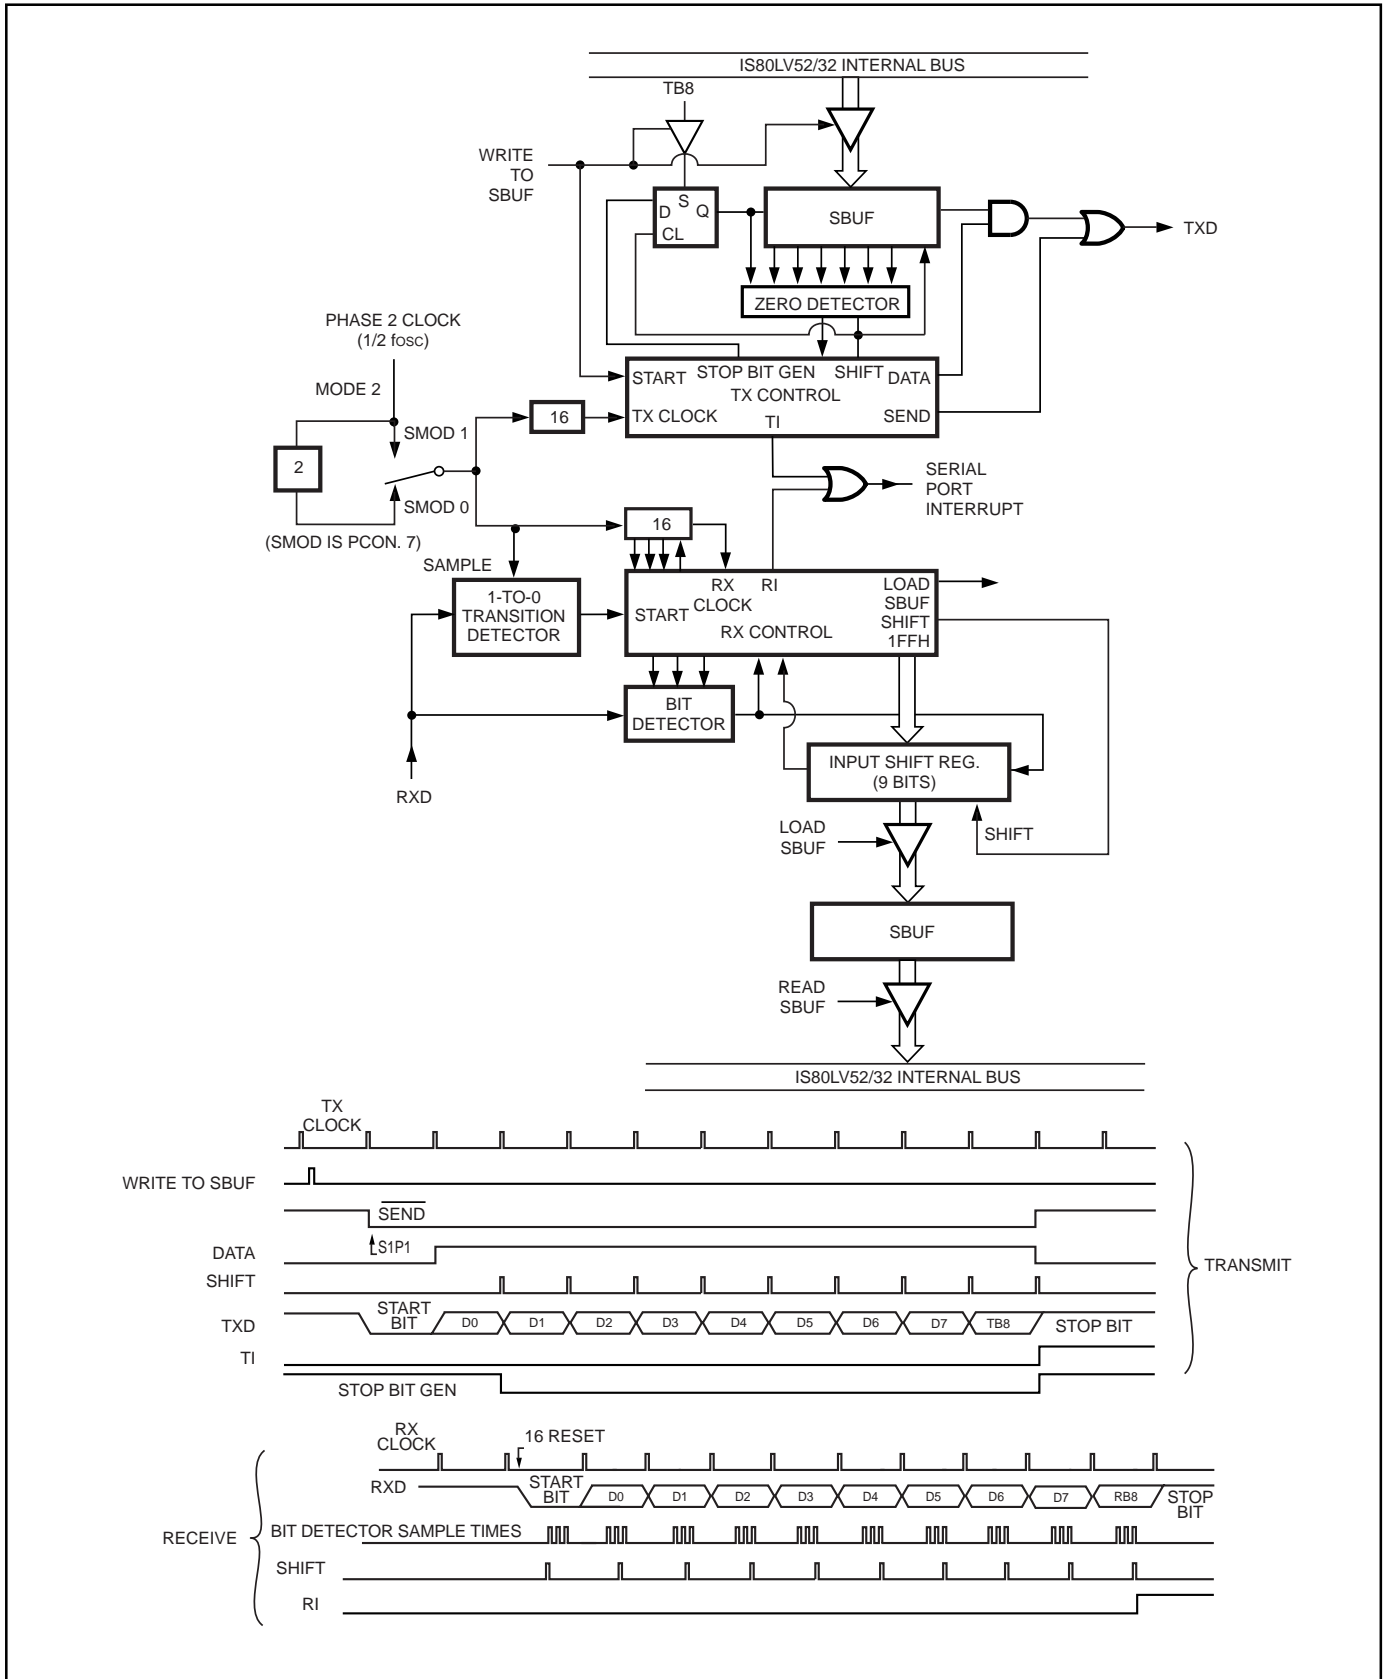 IS80LV52/32 INTERNAL BUS
TB8
WRITE
TO
SBUF
S
D
Q
CL
SBUF
TXD
ZERO DETECTOR
PHASE 2 CLOCK
(1/2 fosc)
MODE 2
START
STOP BIT GEN
SHIFT
DATA
TX CONTROL
TX CLOCK
TI
SEND
16
SMOD 1
2
SMOD 0
(SMOD IS PCON. 7)
SERIAL
PORT
INTERRUPT
16
SAMPLE
1-TO-0
TRANSITION
DETECTOR
START
RX
CLOCK
RI
RX CONTROL
LOAD
SBUF
SHIFT
1FFH
BIT
DETECTOR
RXD
INPUT SHIFT REG.
(9 BITS)
LOAD
SBUF
SHIFT
SBUF
READ
SBUF
IS80LV52/32 INTERNAL BUS
TX
CLOCK
WRITE TO SBUF
SEND
S1P1
DATA
SHIFT
TXD
START
BIT
D0 D1 D2 D3 D4 D5 D6 D7 TB8
STOP BIT
TI
STOP BIT GEN
TRANSMIT
RX
CLOCK
16 RESET
RXD
START
BIT
D0 D1 D2 D3 D4 D5 D6 D7 RB8
STOP
BIT
BIT DETECTOR SAMPLE TIMES
RECEIVE
SHIFT
RI